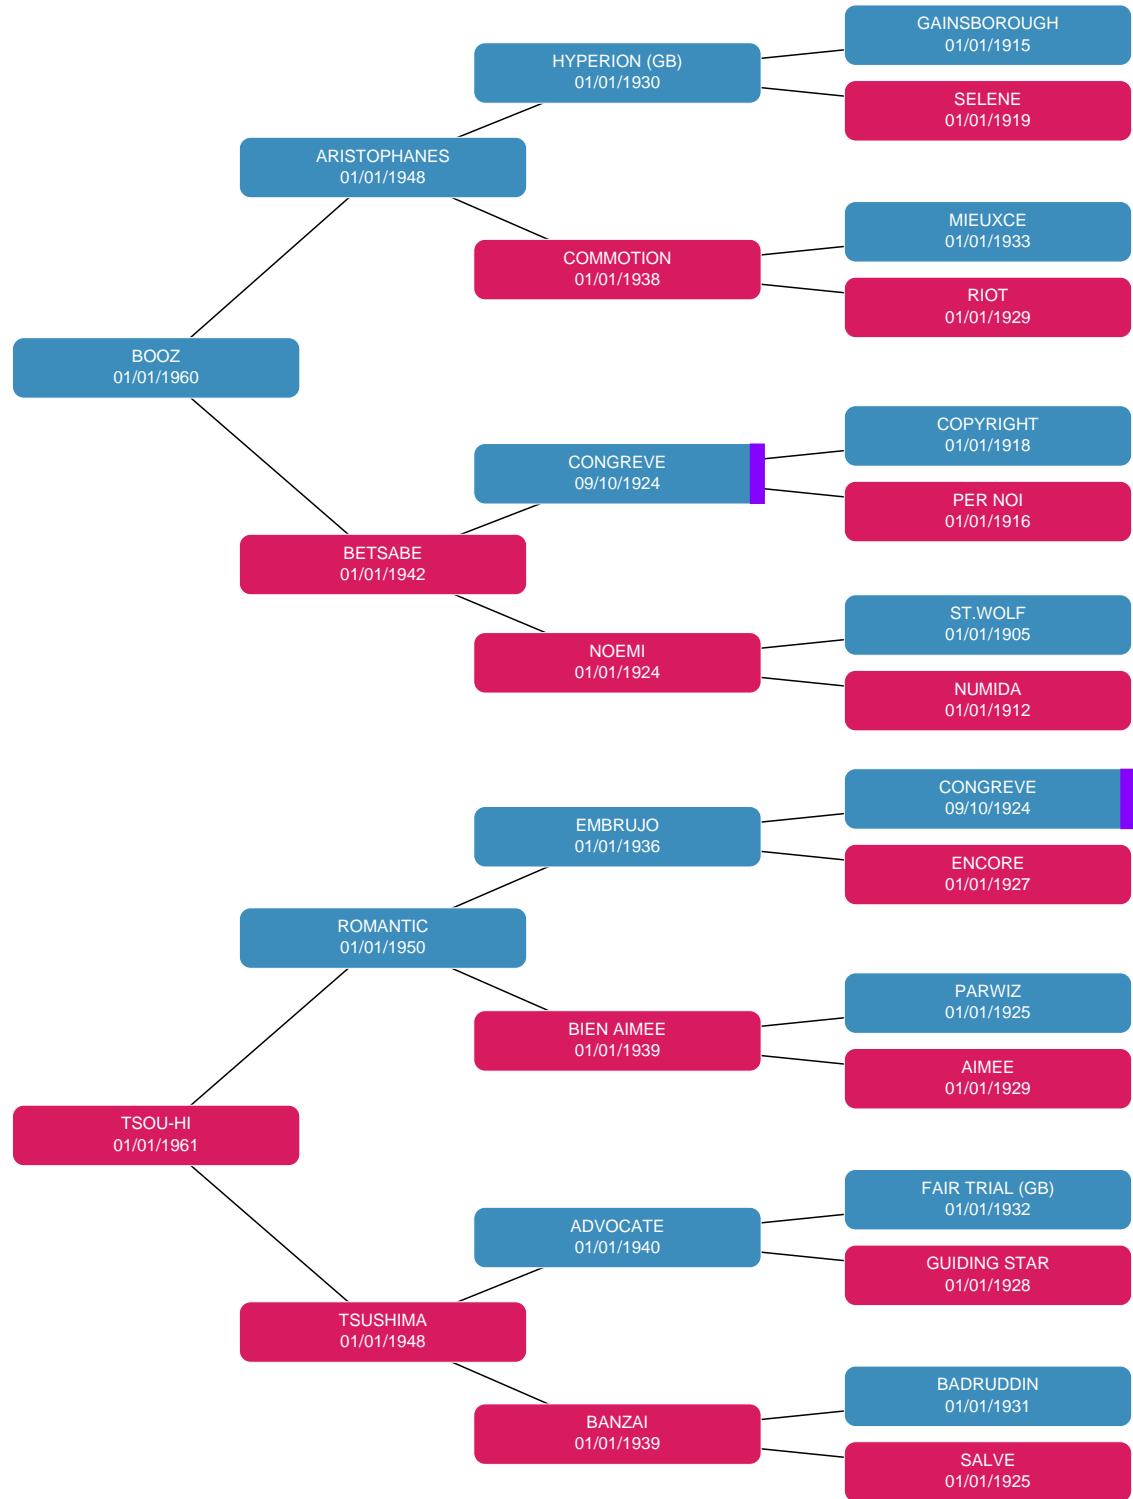 GAINSBOROUGH
01/01/1915
HYPERION (GB)
01/01/1930
SELENE
01/01/1919
ARISTOPHANES
01/01/1948
MIEUXCE
01/01/1933
COMMOTION
01/01/1938
RIOT
01/01/1929
BOOZ
01/01/1960
COPYRIGHT
01/01/1918
CONGREVE
09/10/1924
PER NOI
01/01/1916
BETSABE
01/01/1942
ST.WOLF
01/01/1905
NOEMI
01/01/1924
NUMIDA
01/01/1912
CONGREVE
09/10/1924
EMBRUJO
01/01/1936
ENCORE
01/01/1927
ROMANTIC
01/01/1950
PARWIZ
01/01/1925
BIEN AIMEE
01/01/1939
AIMEE
01/01/1929
TSOU-HI
01/01/1961
FAIR TRIAL (GB)
01/01/1932
ADVOCATE
01/01/1940
GUIDING STAR
01/01/1928
TSUSHIMA
01/01/1948
BADRUDDIN
01/01/1931
BANZAI
01/01/1939
SALVE
01/01/1925